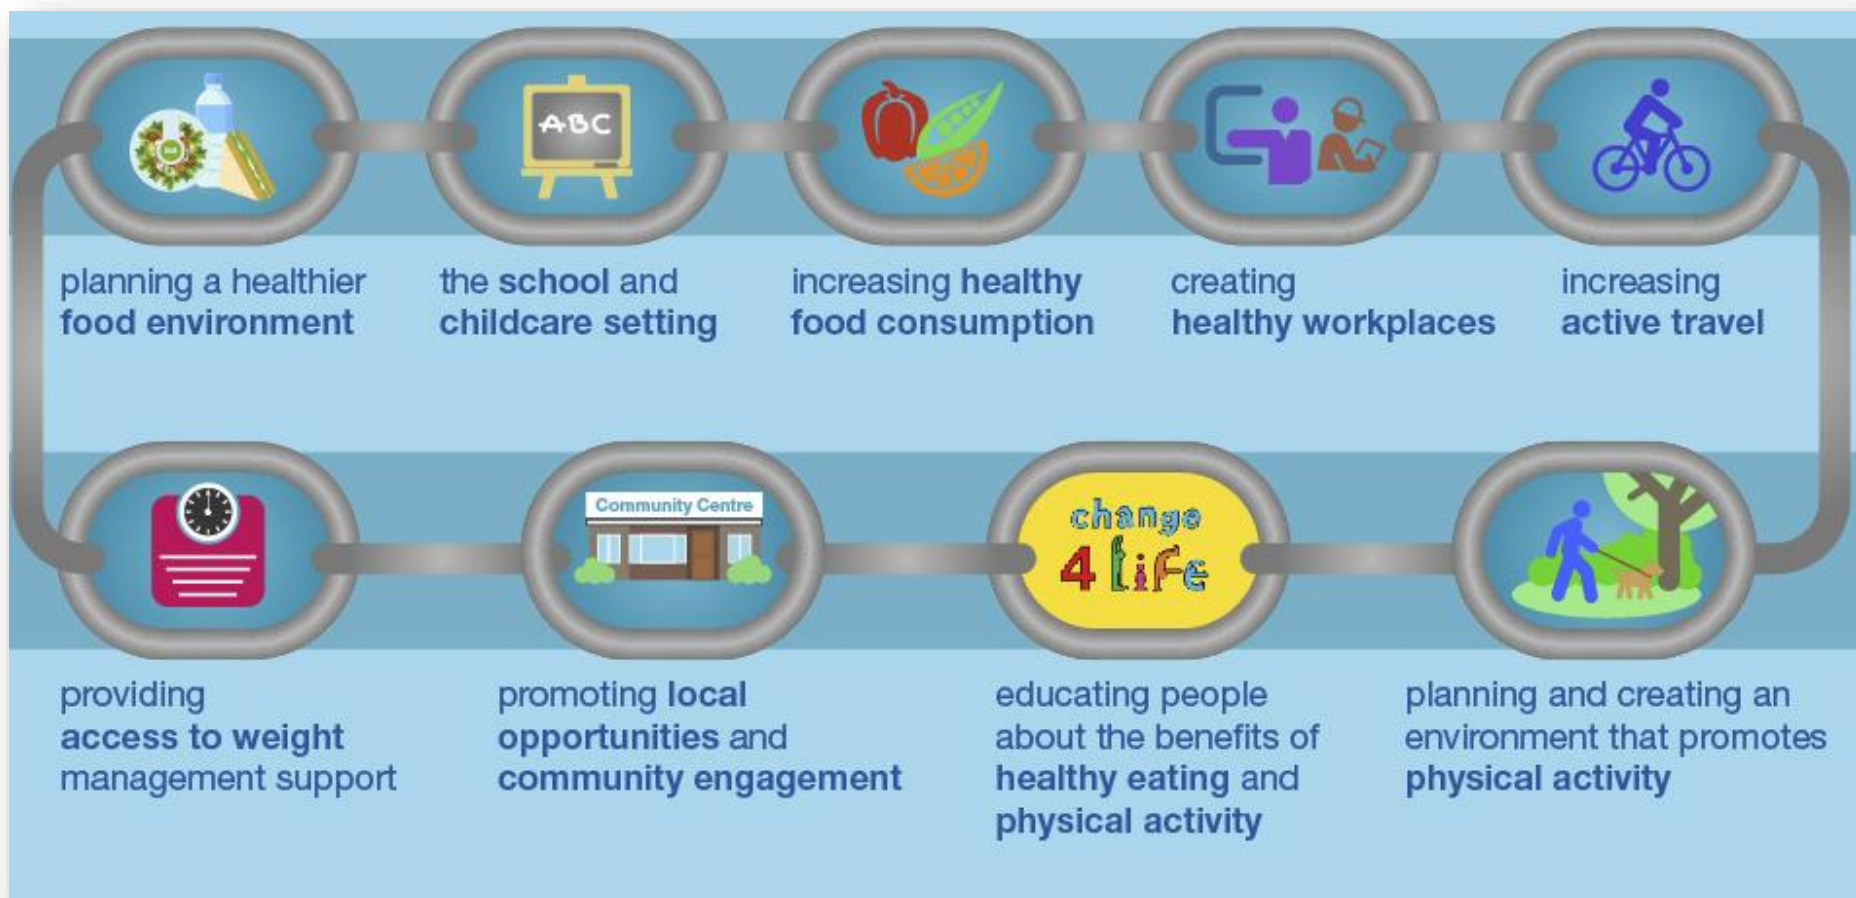 ABC
planning a healthier
food environment
the school and
childcare setting
increasing healthy
food consumption
creating
healthy workplaces
increasing
active travel
Community Centre
change
4 life
providing
access to weight
management support
promoting local
opportunities and
community engagement
educating people
about the benefits of
healthy eating and
physical activity
planning and creating an
environment that promotes
physical activity